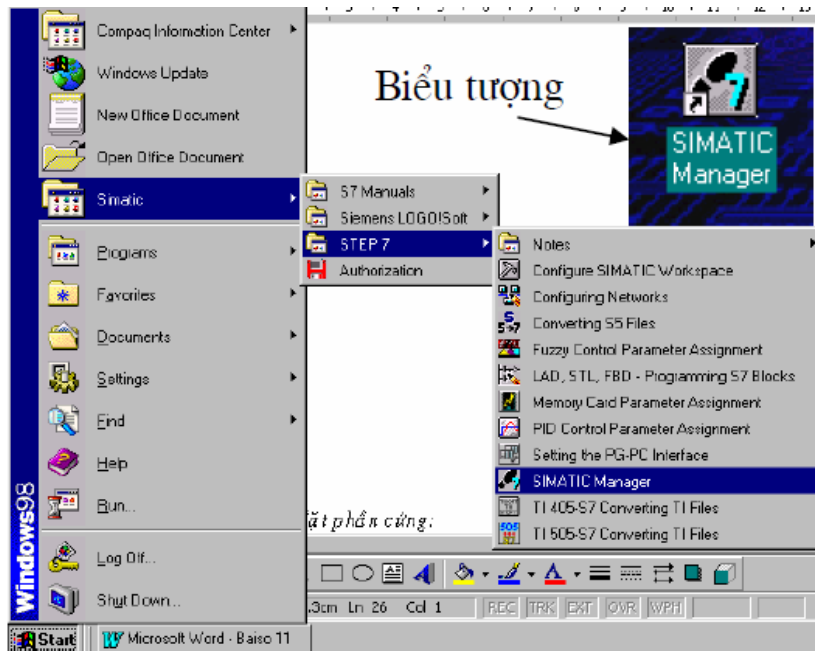 Compaq Information Center
Windows Update
New Office Document
Open Office Document
Simatic
Programs
Favorites
Documents
Settings
Find
Help
Run...
Log Off...
Shut Down...
Windows98
S7 Manuals
Siemens LOGO!Soft
STEP 7
Authorization
Notes
Configure SIMATIC Workspace
Configuring Networks
Converting S5 Files
Fuzzy Control Parameter Assignment
LAD, STL, FBD - Programming S7 Blocks
Memory Card Parameter Assignment
PID Control Parameter Assignment
Setting the PG-PC Interface
SIMATIC Manager
TI 405-S7 Converting TI Files
TI 505-S7 Converting TI Files
Biểu tượng
SIMATIC
Manager
ặt phần cứng:
.3cm Ln 26 Col 1 REC TRK EXT OVR WPH
Start
Microsoft Word - Baiso 11